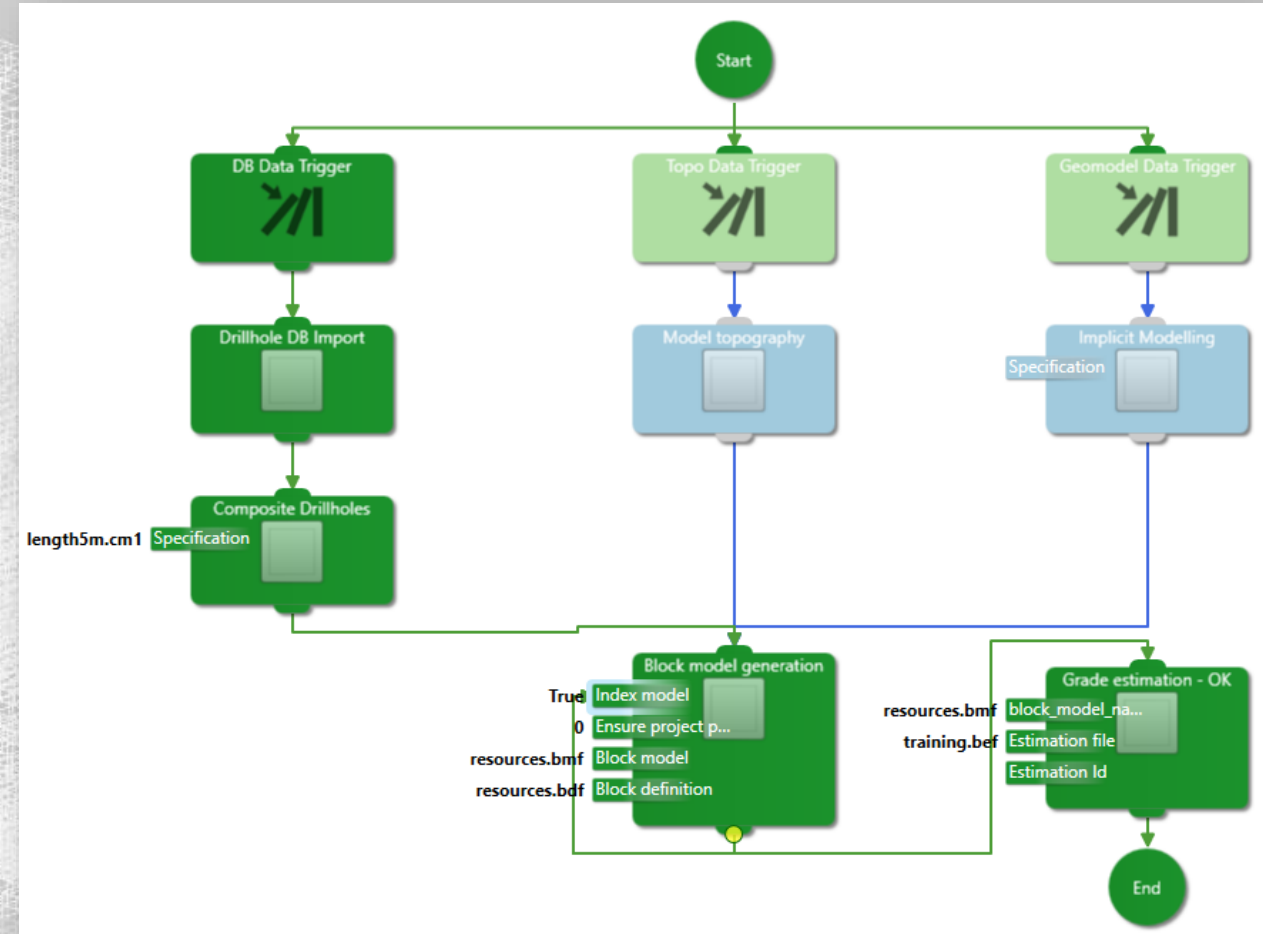 Start
DB Data Trigger
Topo Data Trigger
Geomodel Data Trigger
Drillhole DB Import
Model topography
Implicit Modelling
Specification
Composite Drillholes
length5m.cm1 Specification
Block model generation
True Index model
0 Ensure project p...
resources.bmf Block model
resources.bdf Block definition
Grade estimation - OK
resources.bmf block_model_na...
training.bef Estimation file
Estimation Id
End